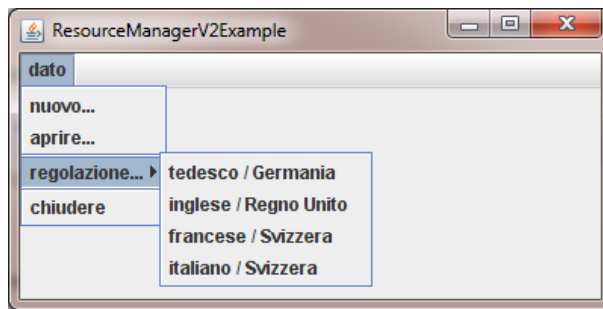 ResourceManagerV2Example
dato
nuovo...
aprire...
regolazione...
chiudere
tedesco / Germania
inglese / Regno Unito
francese / Svizzera
italiano / Svizzera